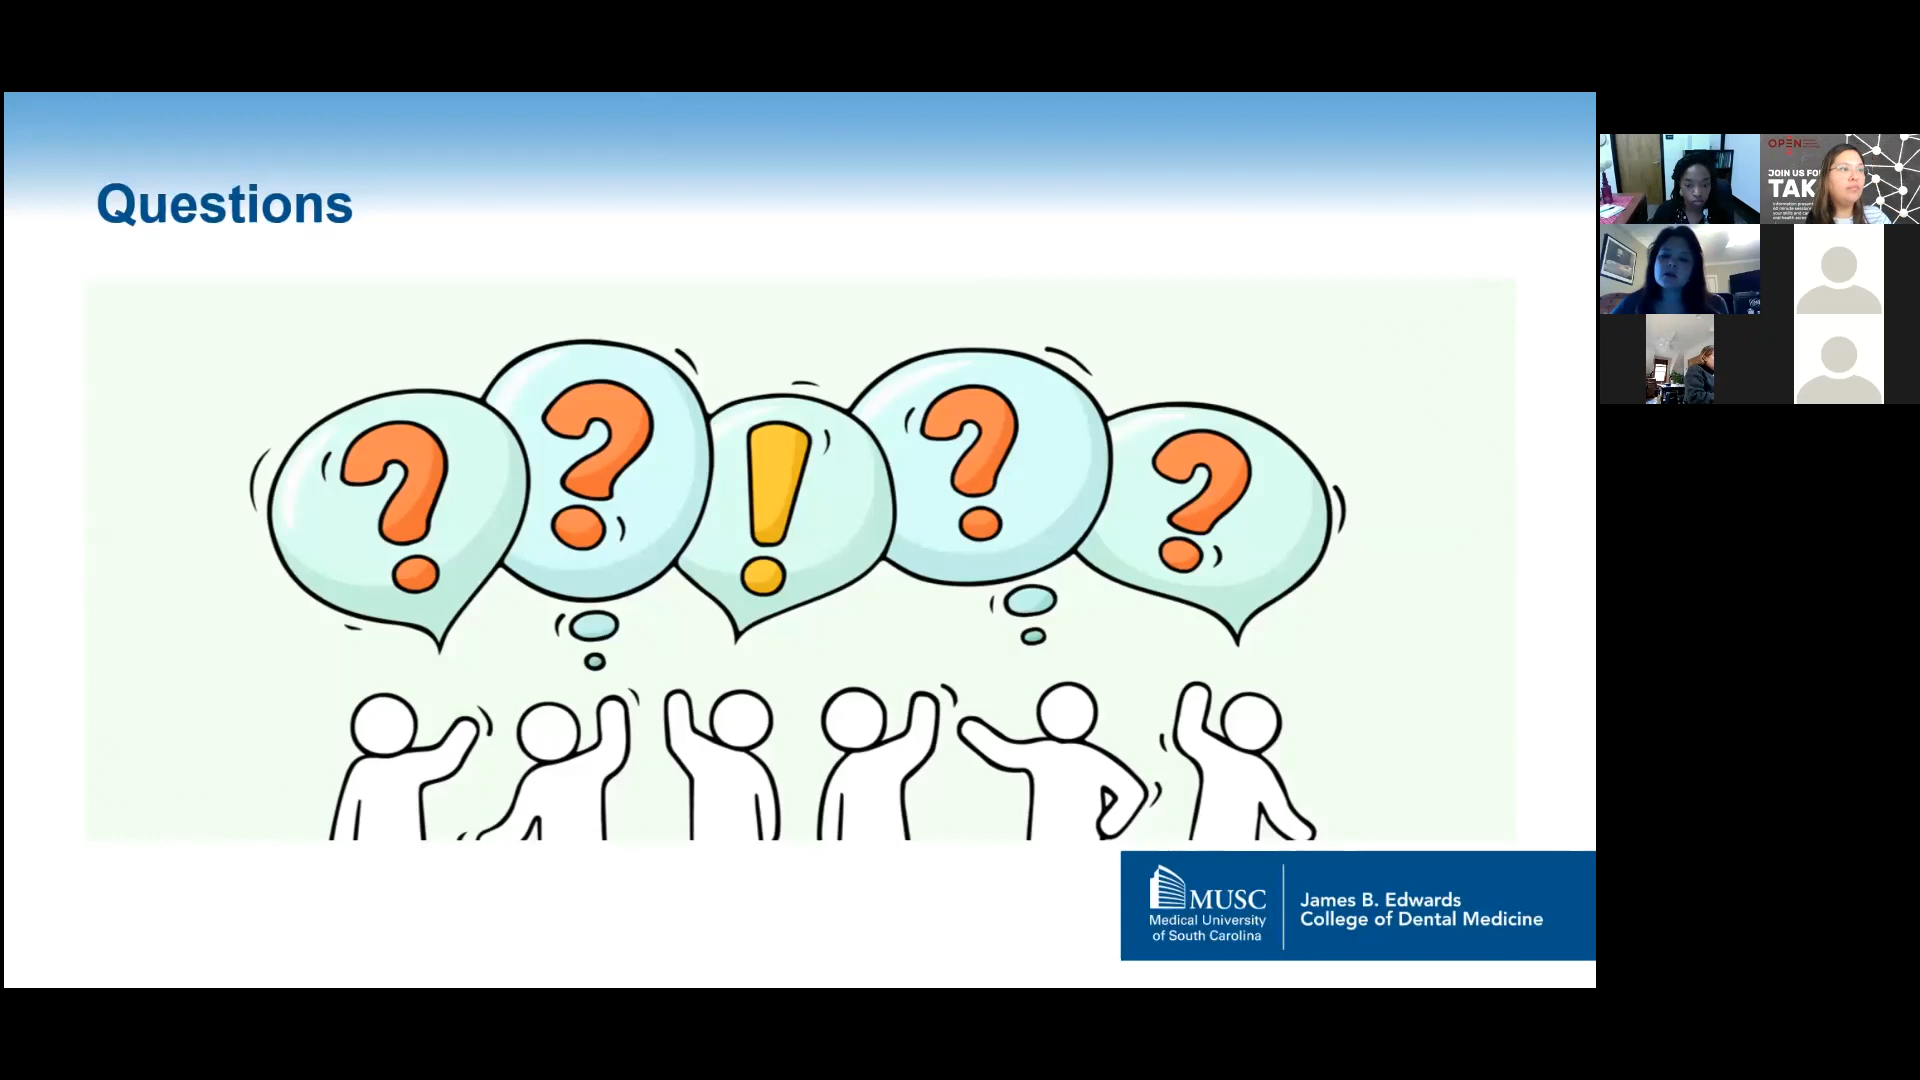 Questions
MUSC
Medical University
of South Carolina
James B. Edwards
College of Dental Medicine
OPEN
JOIN US FO
TAK